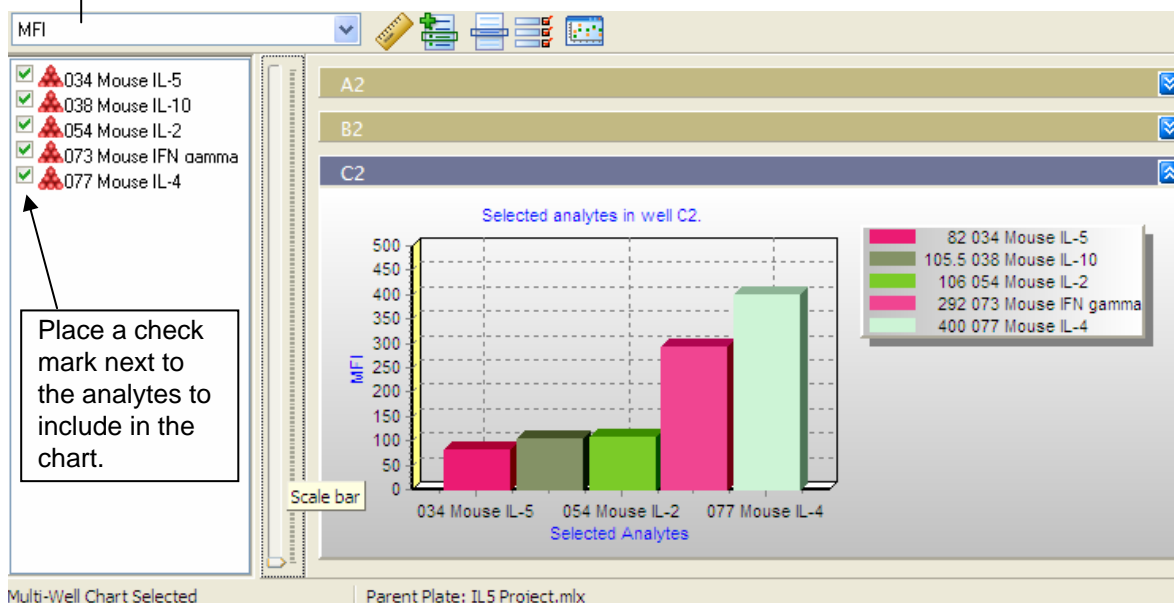 MFI
034 Mouse IL-5
038 Mouse IL-10
054 Mouse IL-2
073 Mouse IFN gamma
077 Mouse IL-4
Place a check
mark next to
the analytes to
include in the
chart.
Scale bar
A2
B2
C2
Selected analytes in well C2.
500
450
400
350
300
250
200
150
100
50
0
MFI
034 Mouse IL-5 054 Mouse IL-2 077 Mouse IL-4
Selected Analytes
82 034 Mouse IL-5
105.5 038 Mouse IL-10
106 054 Mouse IL-2
292 073 Mouse IFN gamma
400 077 Mouse IL-4
Multi-Well Chart Selected Parent Plate: IL5 Project.mlx